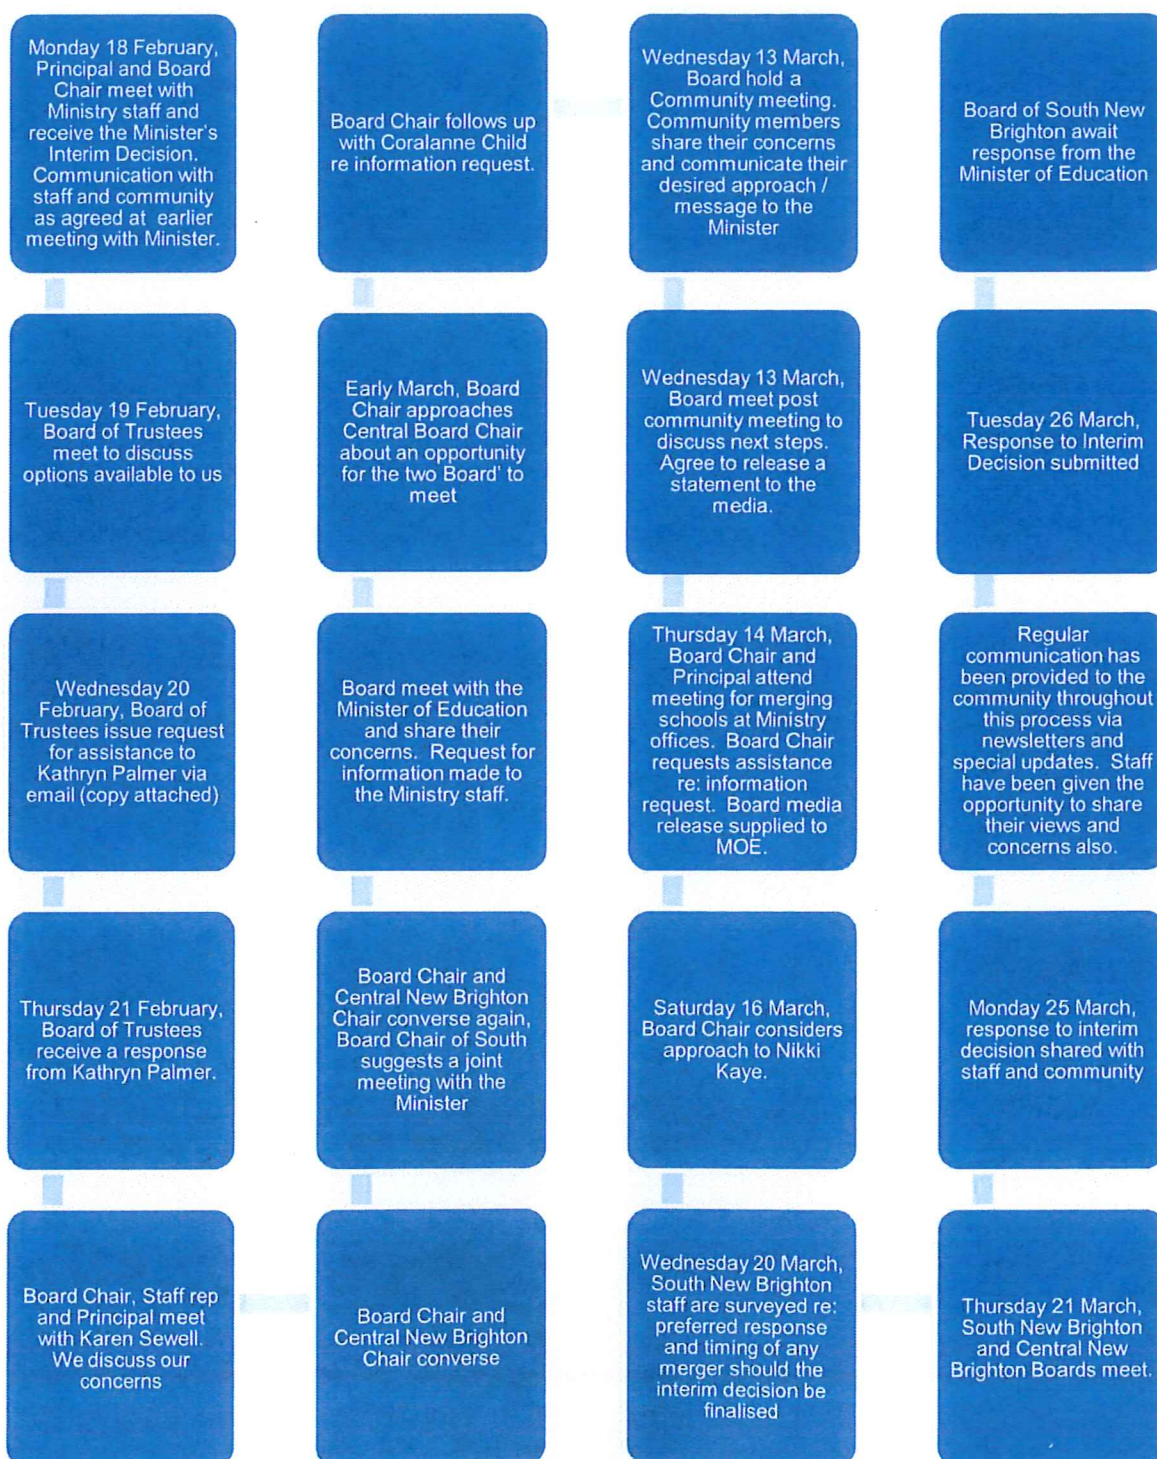 Monday 18 February,
Principal and Board
Chair meet with
Ministry staff and
receive the Minister's
Interim Decision.
Communication with
staff and community
as agreed at earlier
meeting with Minister.
Tuesday 19 February,
Board of Trustees
meet to discuss
options available to us
Wednesday 20
February, Board of
Trustees issue request
for assistance to
Kathryn Palmer via
email (copy attached)
Thursday 21 February,
Board of Trustees
receive a response
from Kathryn Palmer.
Board Chair, Staff rep
and Principal meet
with Karen Sewell.
We discuss our
concerns
Board Chair and
Central New Brighton
Chair converse
Board Chair and
Central New Brighton
Chair converse again,
Board Chair of South
suggests a joint
meeting with the
Minister
Board meet with the
Minister of Education
and share their
concerns. Request for
information made to
the Ministry staff.
Early March, Board
Chair approaches
Central Board Chair
about an opportunity
for the two Board' to
meet
Board Chair follows up
with Coralanne Child
re information request.
Wednesday 13 March,
Board hold a
Community meeting.
Community members
share their concerns
and communicate their
desired approach /
message to the
Minister
Wednesday 13 March,
Board meet post
community meeting to
discuss next steps.
Agree to release a
statement to the
media.
Thursday 14 March,
Board Chair and
Principal attend
meeting for merging
schools at Ministry
offices. Board Chair
requests assistance
re: information
request. Board media
release supplied to
MOE.
Saturday 16 March,
Board Chair considers
approach to Nikki
Kaye.
Wednesday 20 March,
South New Brighton
staff are surveyed re:
preferred response
and timing of any
merger should the
interim decision be
finalised
Thursday 21 March,
South New Brighton
and Central New
Brighton Boards meet.
Monday 25 March,
response to interim
decision shared with
staff and community
Regular
communication has
been provided to the
community throughout
this process via
newsletters and
special updates. Staff
have been given the
opportunity to share
their views and
concerns also.
Tuesday 26 March,
Response to Interim
Decision submitted
Board of South New
Brighton await
response from the
Minister of Education